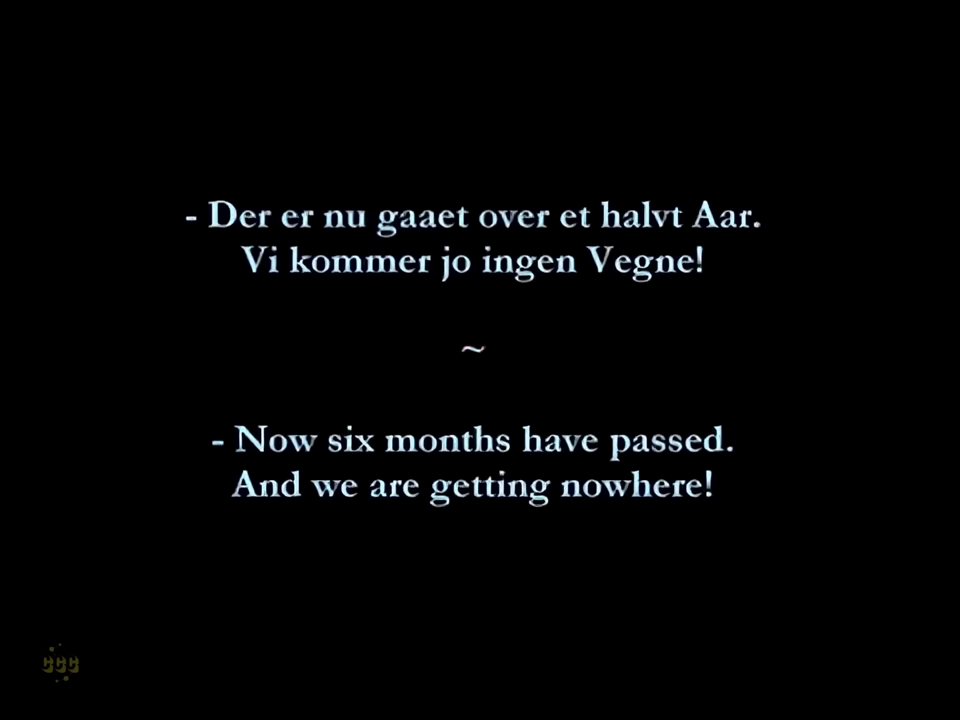 - Der er nu gaaet over et halvt Aar.
Vi kommer jo ingen Vegne!
~
- Now six months have passed.
And we are getting nowhere!
CCC